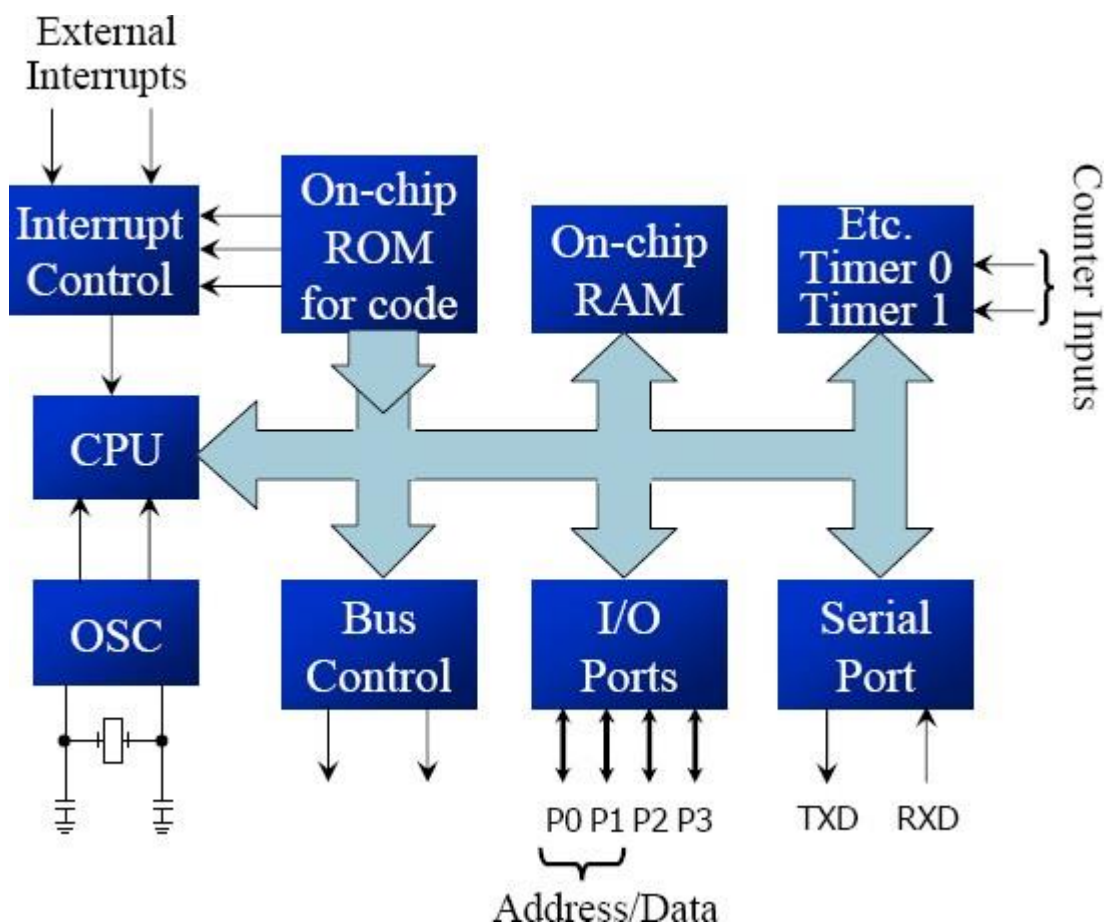 External
Interrupts
Interrupt
Control
On-chip
ROM
for code
On-chip
RAM
Etc.
Timer 0
Timer 1
Counter Inputs
CPU
OSC
Bus
Control
I/O
Ports
Serial
Port
P0 P1 P2 P3
TXD RXD
Address/Data